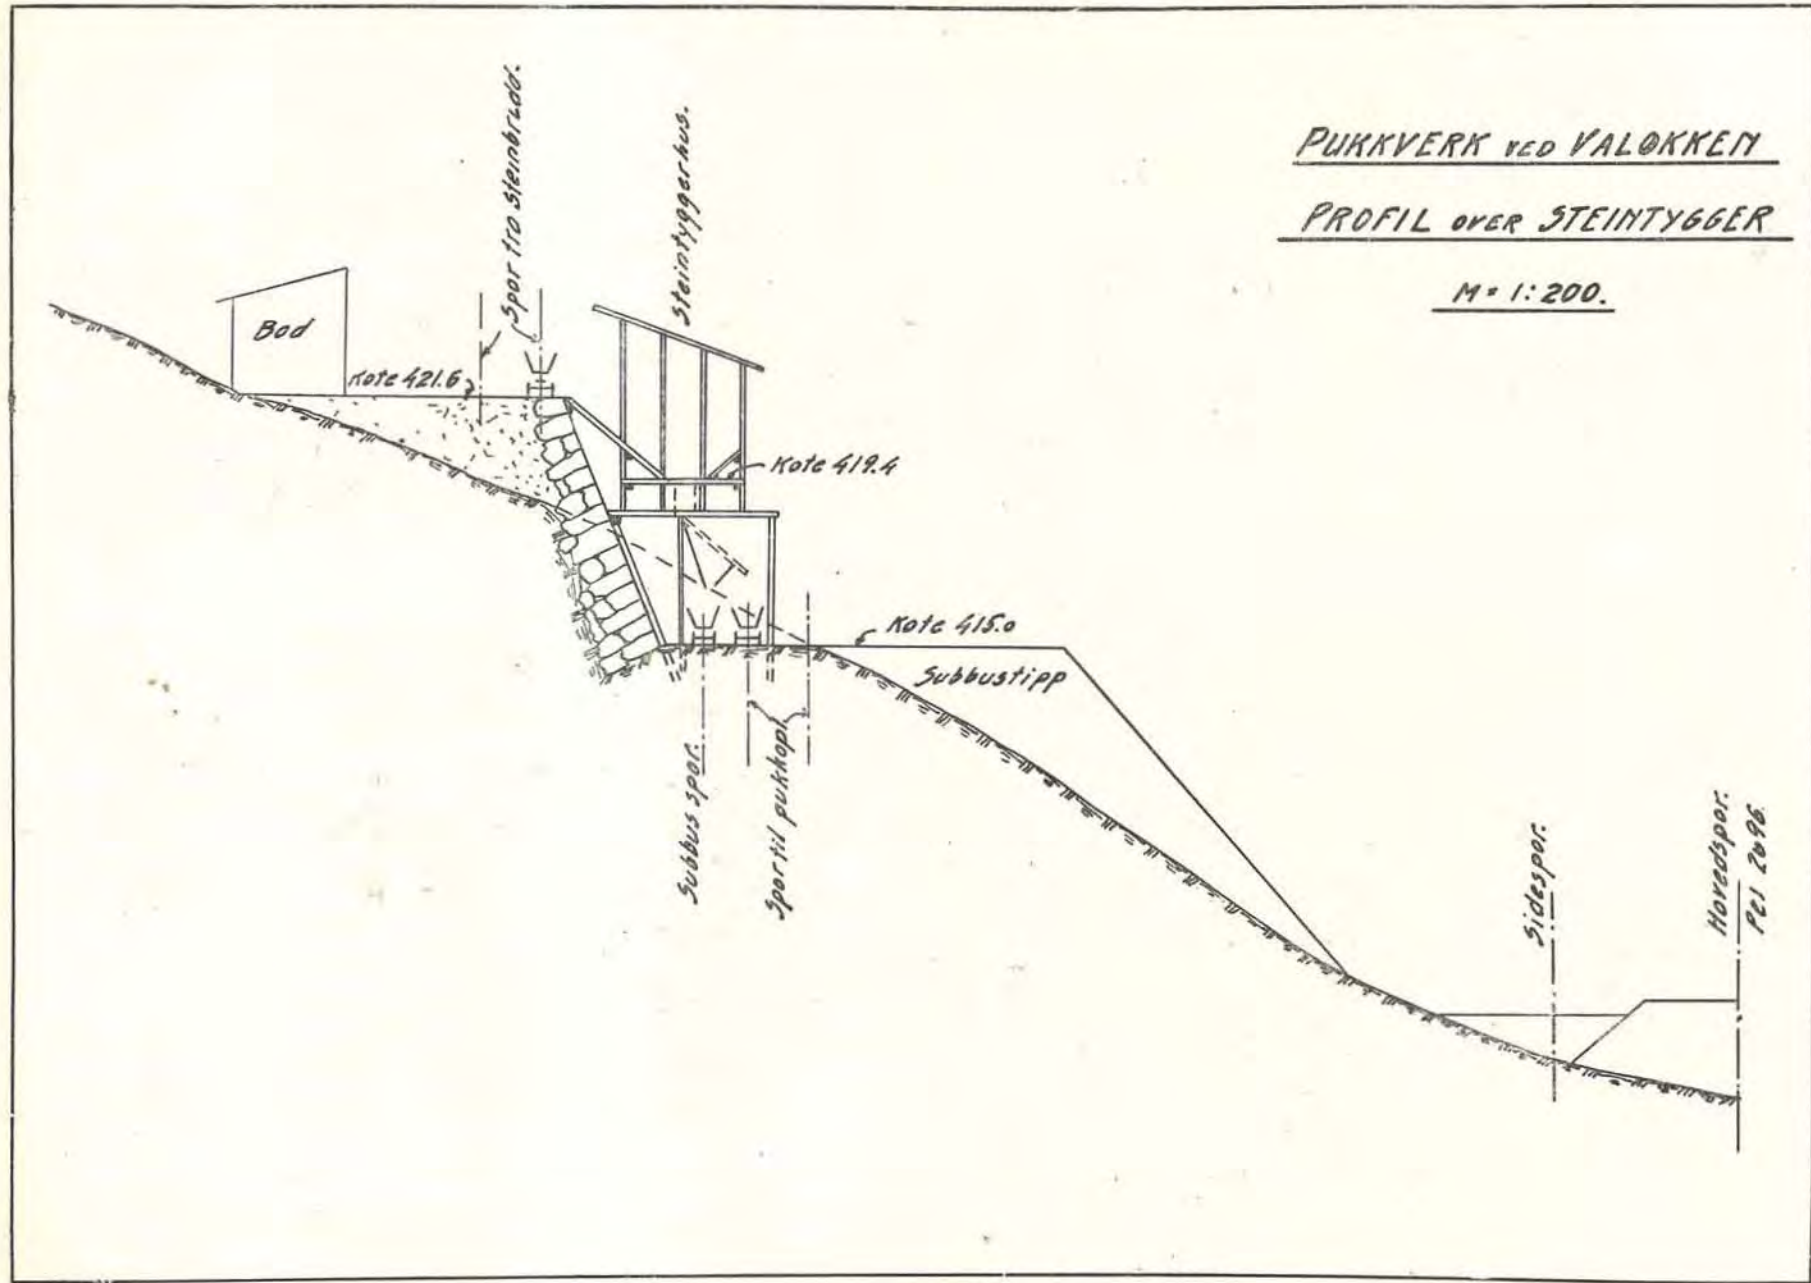 PUKKVERK VED VALØKKEN
PROFIL OVER STEINTYGGER
M = 1:200.
Spor fra steinbrudd.
Steintyggerhus.
Bod
Kote 421.6
Kote 419.4
Kote 415.0
Subbustipp
Subbus spor.
Spor til pukkopl.
Sidespor.
Hovedspor.
Pel 2096.